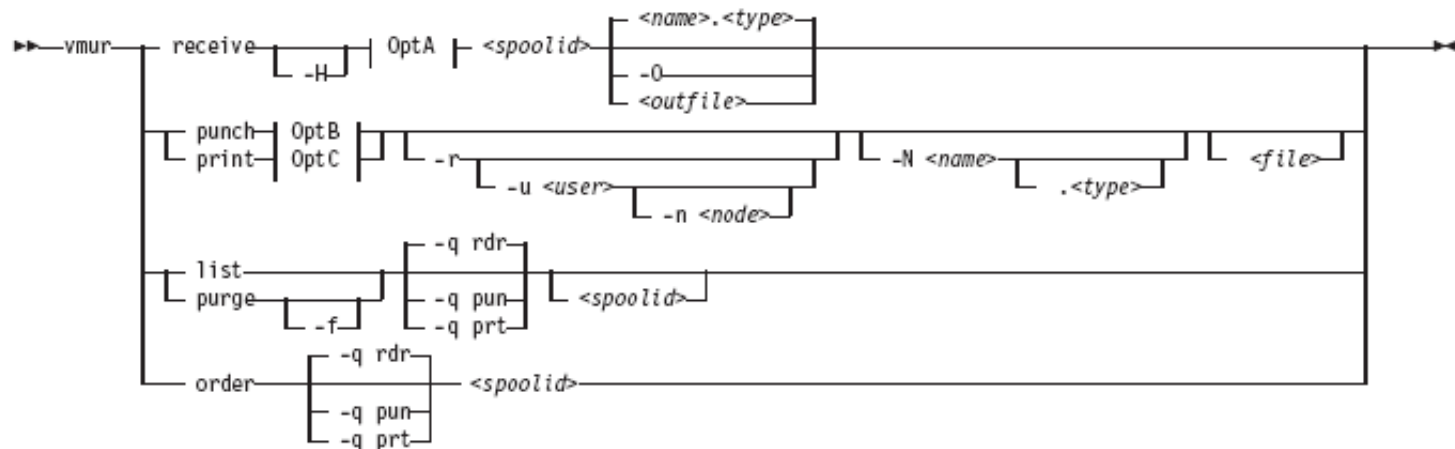 <name>.<type>
vmur receive OptA <spoolid>
-H -O
<outfile>
punch OptB
print OptC -r -N <name> <file>
-u <user> .<type>
-n <node>
-q rdr
list
purge -q pun <spoolid>
-f -q prt
-q rdr
order <spoolid>
-q pun
-q prt